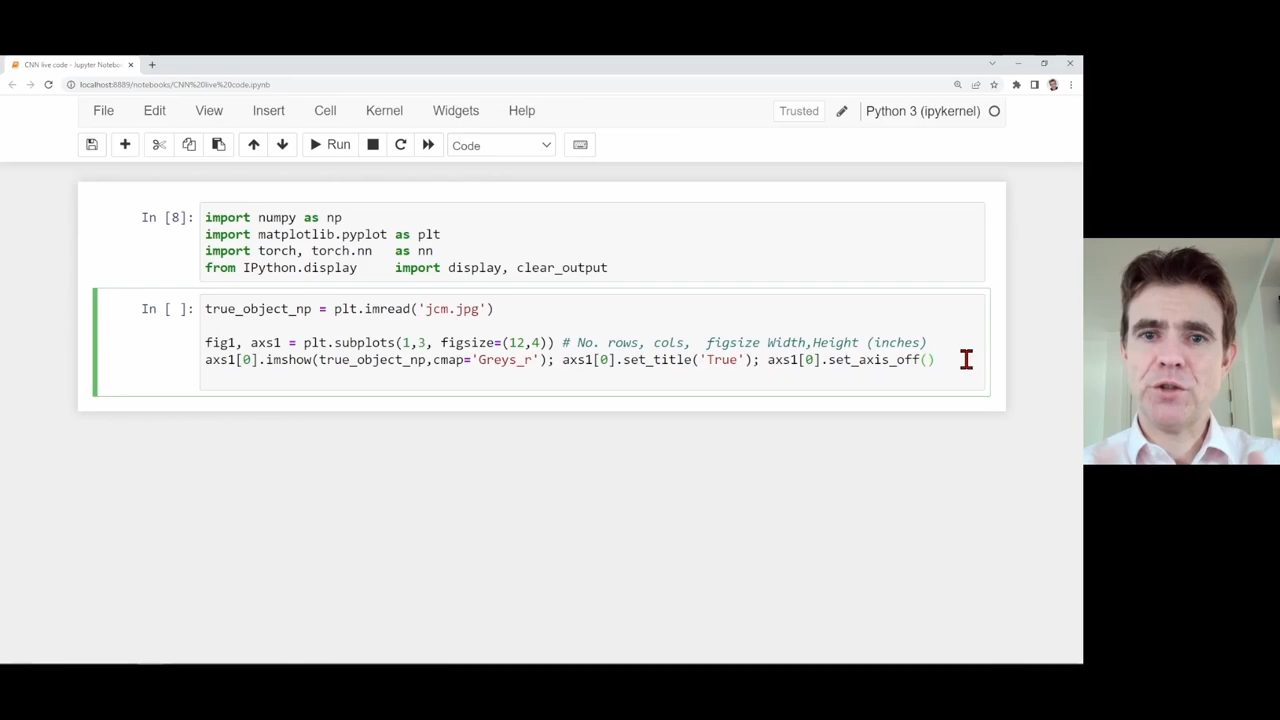 CNN live code - Jupyter Notebo
localhost:8889/notebooks/CNN%20live%20code.ipynb
File Edit View Insert Cell Kernel Widgets Help Trusted Python 3 (ipykernel)
Run Code
In [8]: import numpy as np
import matplotlib.pyplot as plt
import torch, torch.nn   as nn
from IPython.display     import display, clear_output
In [ ]: true_object_np = plt.imread('jcm.jpg')
fig1, axs1 = plt.subplots(1,3, figsize=(12,4)) # No. rows, cols,  figsize Width,Height (inches)
axs1[0].imshow(true_object_np,cmap='Greys_r'); axs1[0].set_title('True'); axs1[0].set_axis_off()